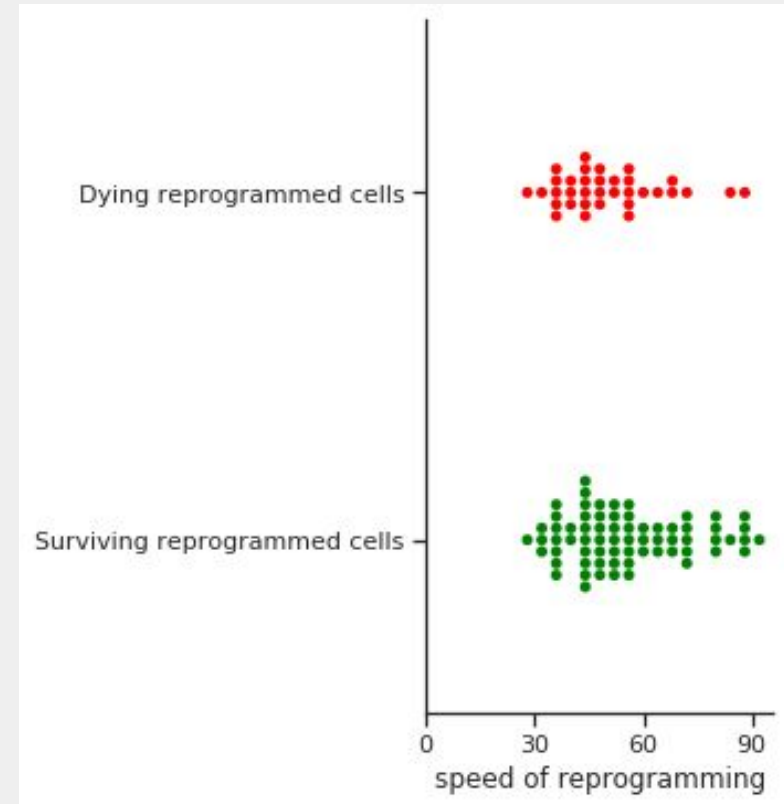 Dying reprogrammed cells
Surviving reprogrammed cells
0 30 60 90
speed of reprogramming